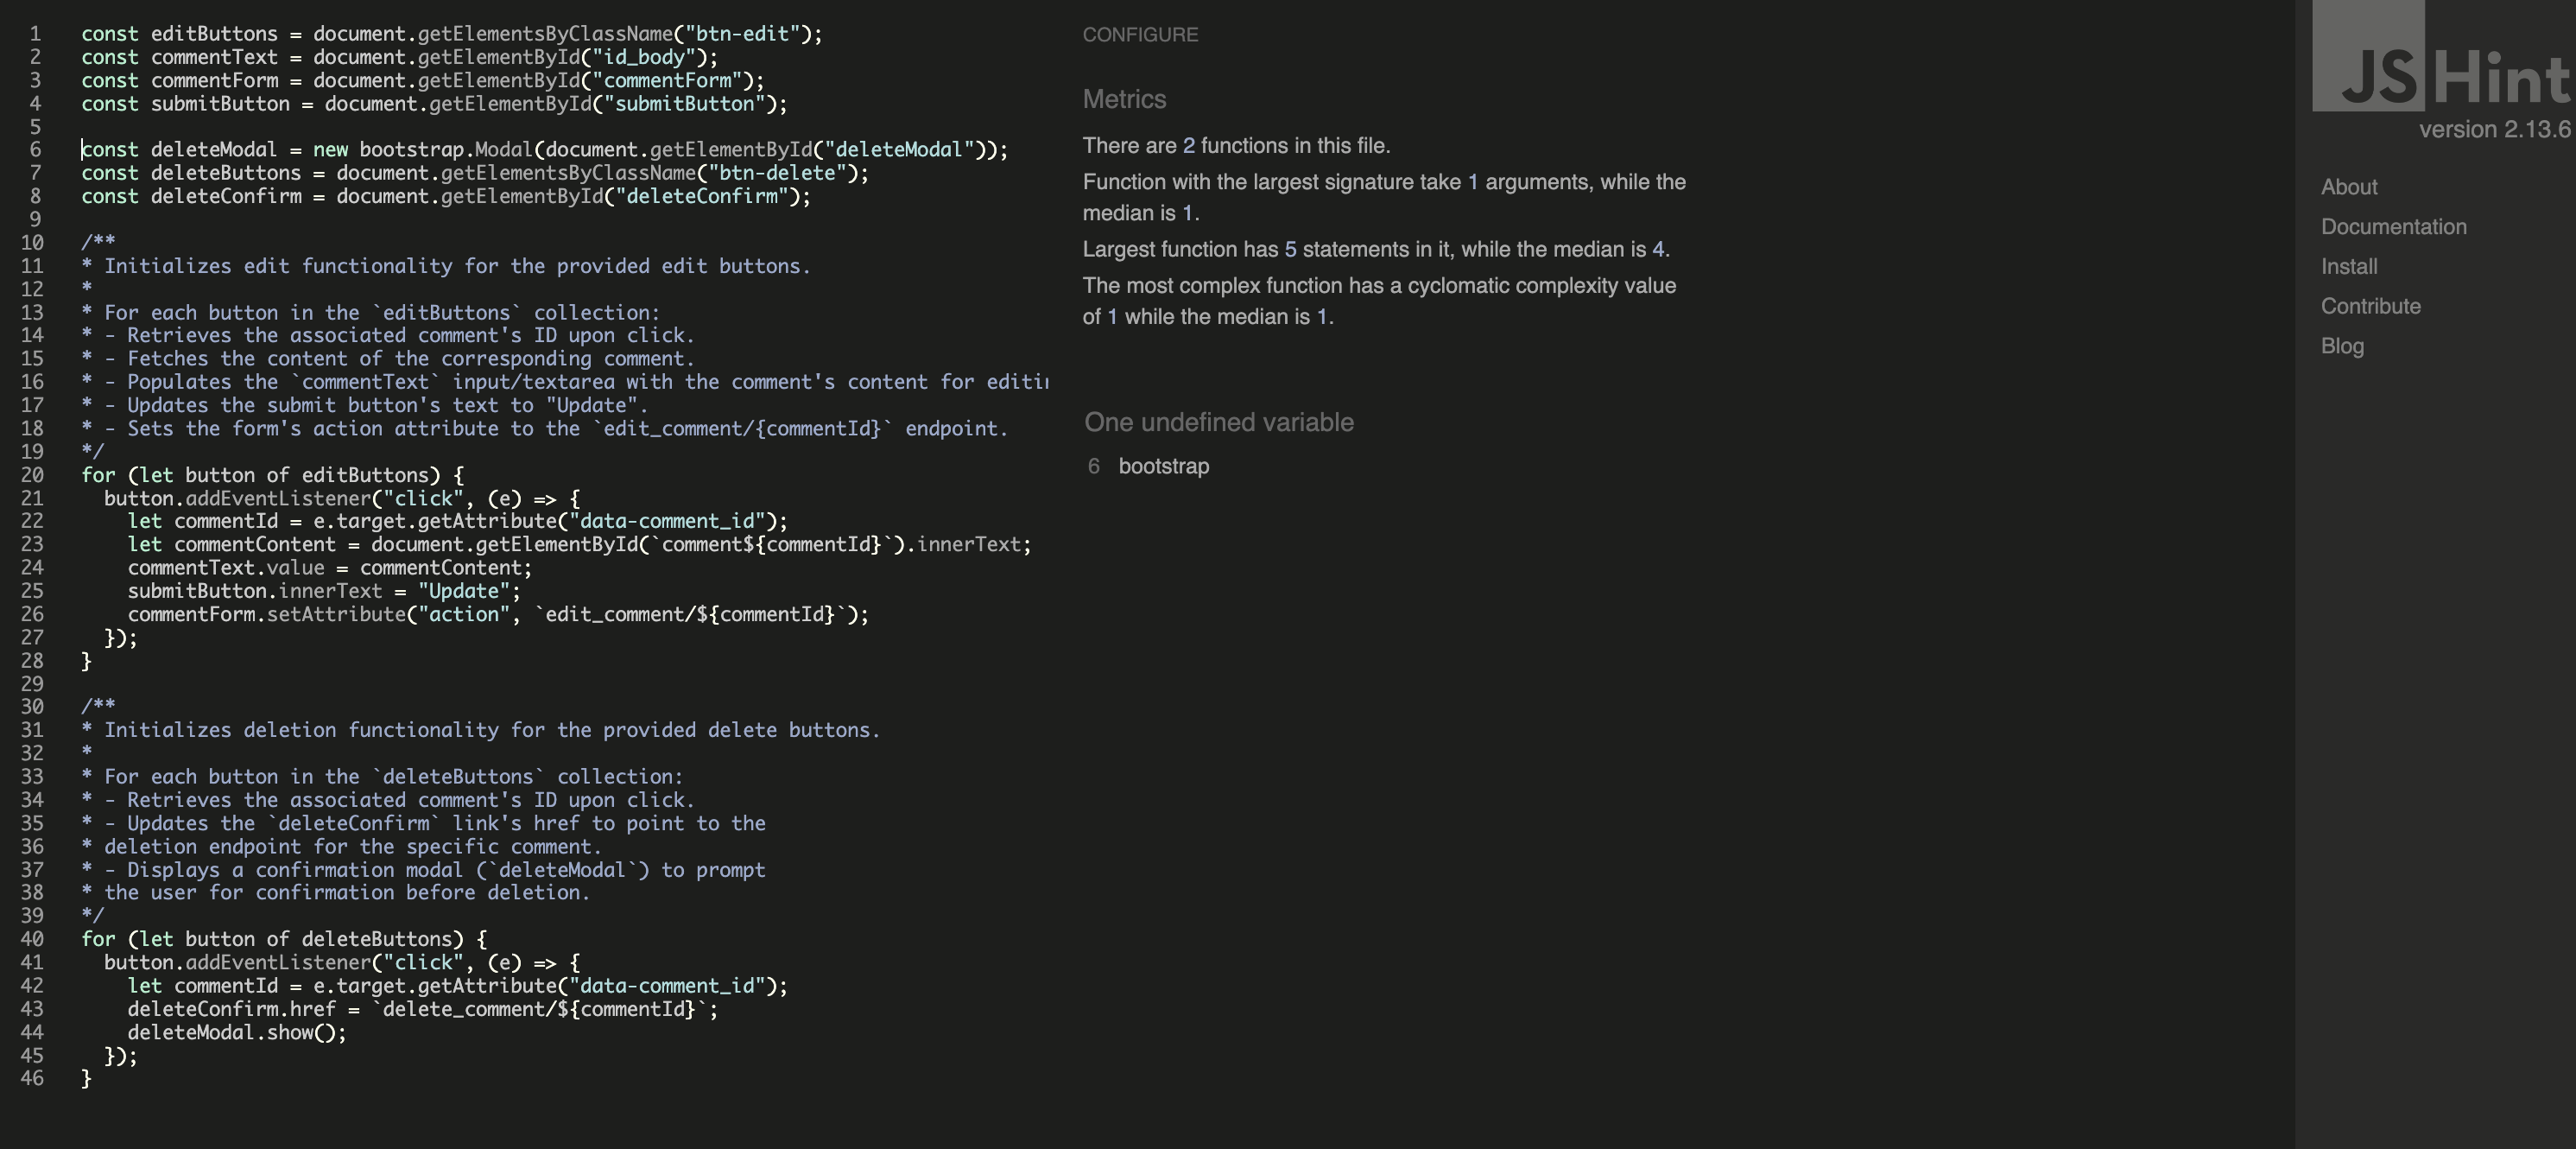 1 const editButtons = document.getElementsByClassName("btn-edit");
2 const commentText = document.getElementById("id_body");
3 const commentForm = document.getElementById("commentForm");
4 const submitButton = document.getElementById("submitButton");
5
6 const deleteModal = new bootstrap.Modal(document.getElementById("deleteModal"));
7 const deleteButtons = document.getElementsByClassName("btn-delete");
8 const deleteConfirm = document.getElementById("deleteConfirm");
9
10 /**
11 * Initializes edit functionality for the provided edit buttons.
12 *
13 * For each button in the `editButtons` collection:
14 * - Retrieves the associated comment's ID upon click.
15 * - Fetches the content of the corresponding comment.
16 * - Populates the `commentText` input/textarea with the comment's content for editi
17 * - Updates the submit button's text to "Update".
18 * - Sets the form's action attribute to the `edit_comment/{commentId}` endpoint.
19 */
20 for (let button of editButtons) {
21 button.addEventListener("click", (e) => {
22 let commentId = e.target.getAttribute("data-comment_id");
23 let commentContent = document.getElementById(`comment${commentId}`).innerText;
24 commentText.value = commentContent;
25 submitButton.innerText = "Update";
26 commentForm.setAttribute("action", `edit_comment/${commentId}`);
27 });
28 }
29
30 /**
31 * Initializes deletion functionality for the provided delete buttons.
32 *
33 * For each button in the `deleteButtons` collection:
34 * - Retrieves the associated comment's ID upon click.
35 * - Updates the `deleteConfirm` link's href to point to the
36 * deletion endpoint for the specific comment.
37 * - Displays a confirmation modal (`deleteModal`) to prompt
38 * the user for confirmation before deletion.
39 */
40 for (let button of deleteButtons) {
41 button.addEventListener("click", (e) => {
42 let commentId = e.target.getAttribute("data-comment_id");
43 deleteConfirm.href = `delete_comment/${commentId}`;
44 deleteModal.show();
45 });
46 }
CONFIGURE
Metrics
There are 2 functions in this file.
Function with the largest signature take 1 arguments, while the
median is 1.
Largest function has 5 statements in it, while the median is 4.
The most complex function has a cyclomatic complexity value
of 1 while the median is 1.
One undefined variable
6 bootstrap
JSHint
version 2.13.6
About
Documentation
Install
Contribute
Blog